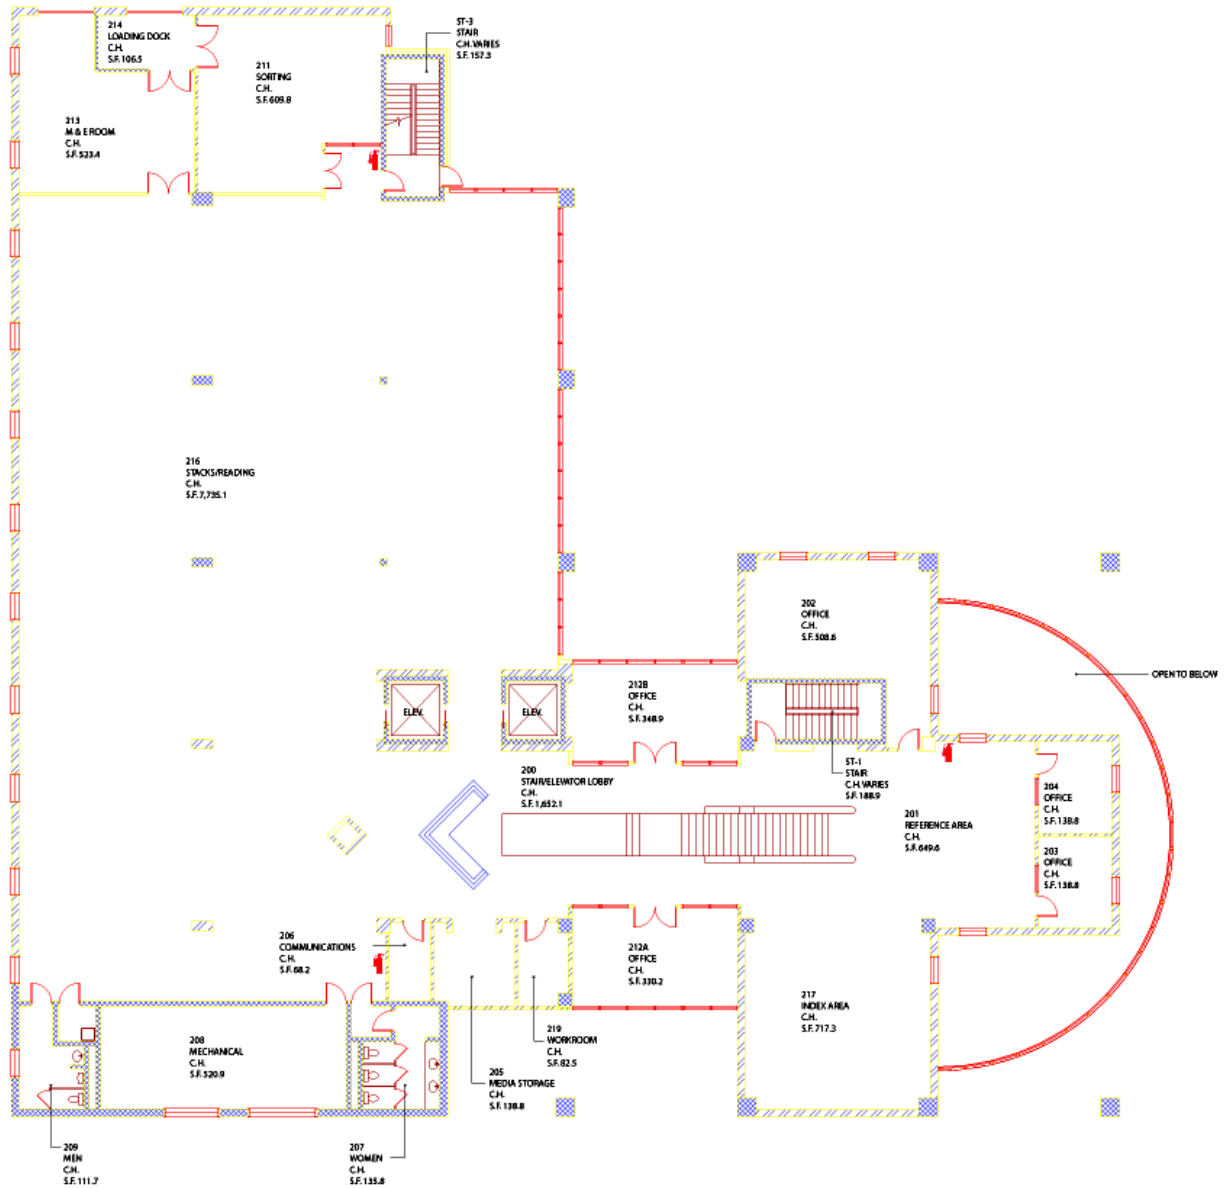 214
LOADING DOCK
C.H.
S.F. 106.5
ST-3
STAIR
C.H. VARIES
S.F. 157.3
211
SORTING
C.H.
S.F. 609.8
213
M & E ROOM
C.H.
S.F. 523.4
216
STACKS/READING
C.H.
S.F. 7,735.1
202
OFFICE
C.H.
S.F. 508.6
OPEN TO BELOW
ELEV.
ELEV.
212B
OFFICE
C.H.
S.F. 348.9
200
STAIR/ELEVATOR LOBBY
C.H.
S.F. 1,652.1
ST-1
STAIR
C.H. VARIES
S.F. 188.9
201
REFERENCE AREA
C.H.
S.F. 649.6
204
OFFICE
C.H.
S.F. 138.8
203
OFFICE
C.H.
S.F. 138.8
206
COMMUNICATIONS
C.H.
S.F. 68.2
212A
OFFICE
C.H.
S.F. 330.2
217
INDEX AREA
C.H.
S.F. 717.3
208
MECHANICAL
C.H.
S.F. 520.9
219
WORKROOM
C.H.
S.F. 82.5
205
MEDIA STORAGE
C.H.
S.F. 138.8
209
MEN
C.H.
S.F. 111.7
207
WOMEN
C.H.
S.F. 135.8